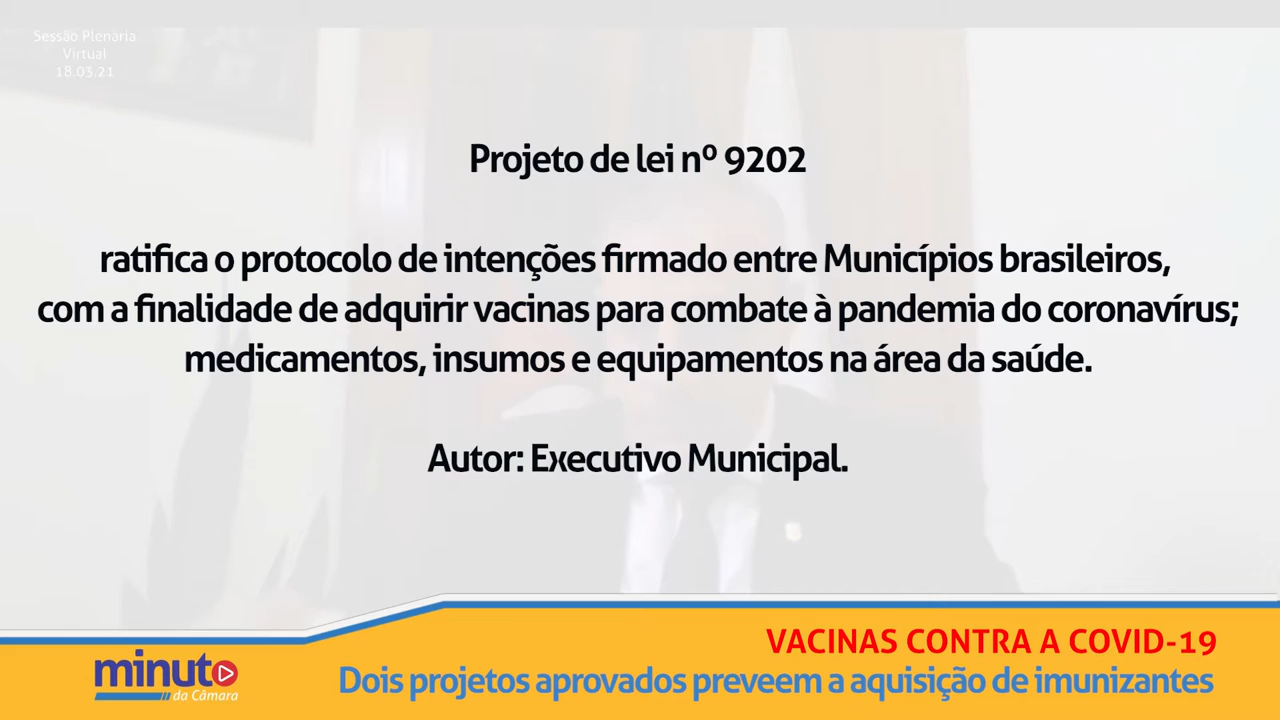 Sessão Plenaria
Virtual
18.03.21
Projeto de lei nº 9202
ratifica o protocolo de intenções firmado entre Municípios brasileiros,
com a finalidade de adquirir vacinas para combate à pandemia do coronavírus;
medicamentos, insumos e equipamentos na área da saúde.
Autor: Executivo Municipal.
VACINAS CONTRA A COVID-19
Dois projetos aprovados preveem a aquisição de imunizantes
minuto
// da Câmara